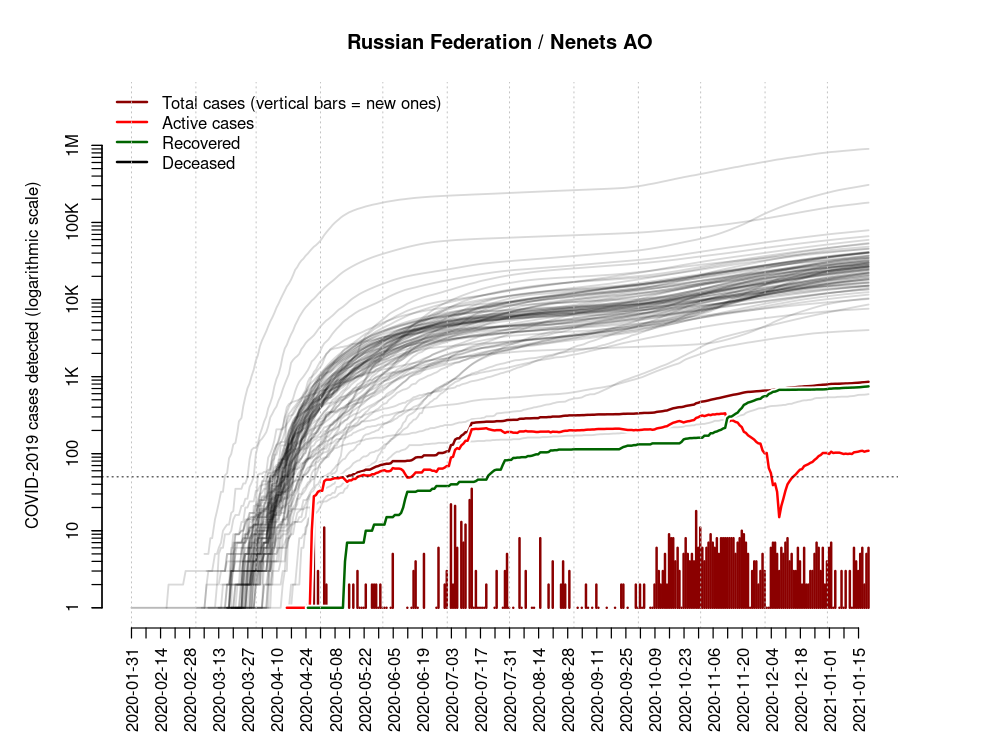 Russian Federation / Nenets AO
Total cases (vertical bars = new ones)
Active cases
Recovered
Deceased
COVID-2019 cases detected (logarithmic scale)
1M
100K
10K
1K
100
10
1
2020-01-31
2020-02-14
2020-02-28
2020-03-13
2020-03-27
2020-04-10
2020-04-24
2020-05-08
2020-05-22
2020-06-05
2020-06-19
2020-07-03
2020-07-17
2020-07-31
2020-08-14
2020-08-28
2020-09-11
2020-09-25
2020-10-09
2020-10-23
2020-11-06
2020-11-20
2020-12-04
2020-12-18
2021-01-01
2021-01-15